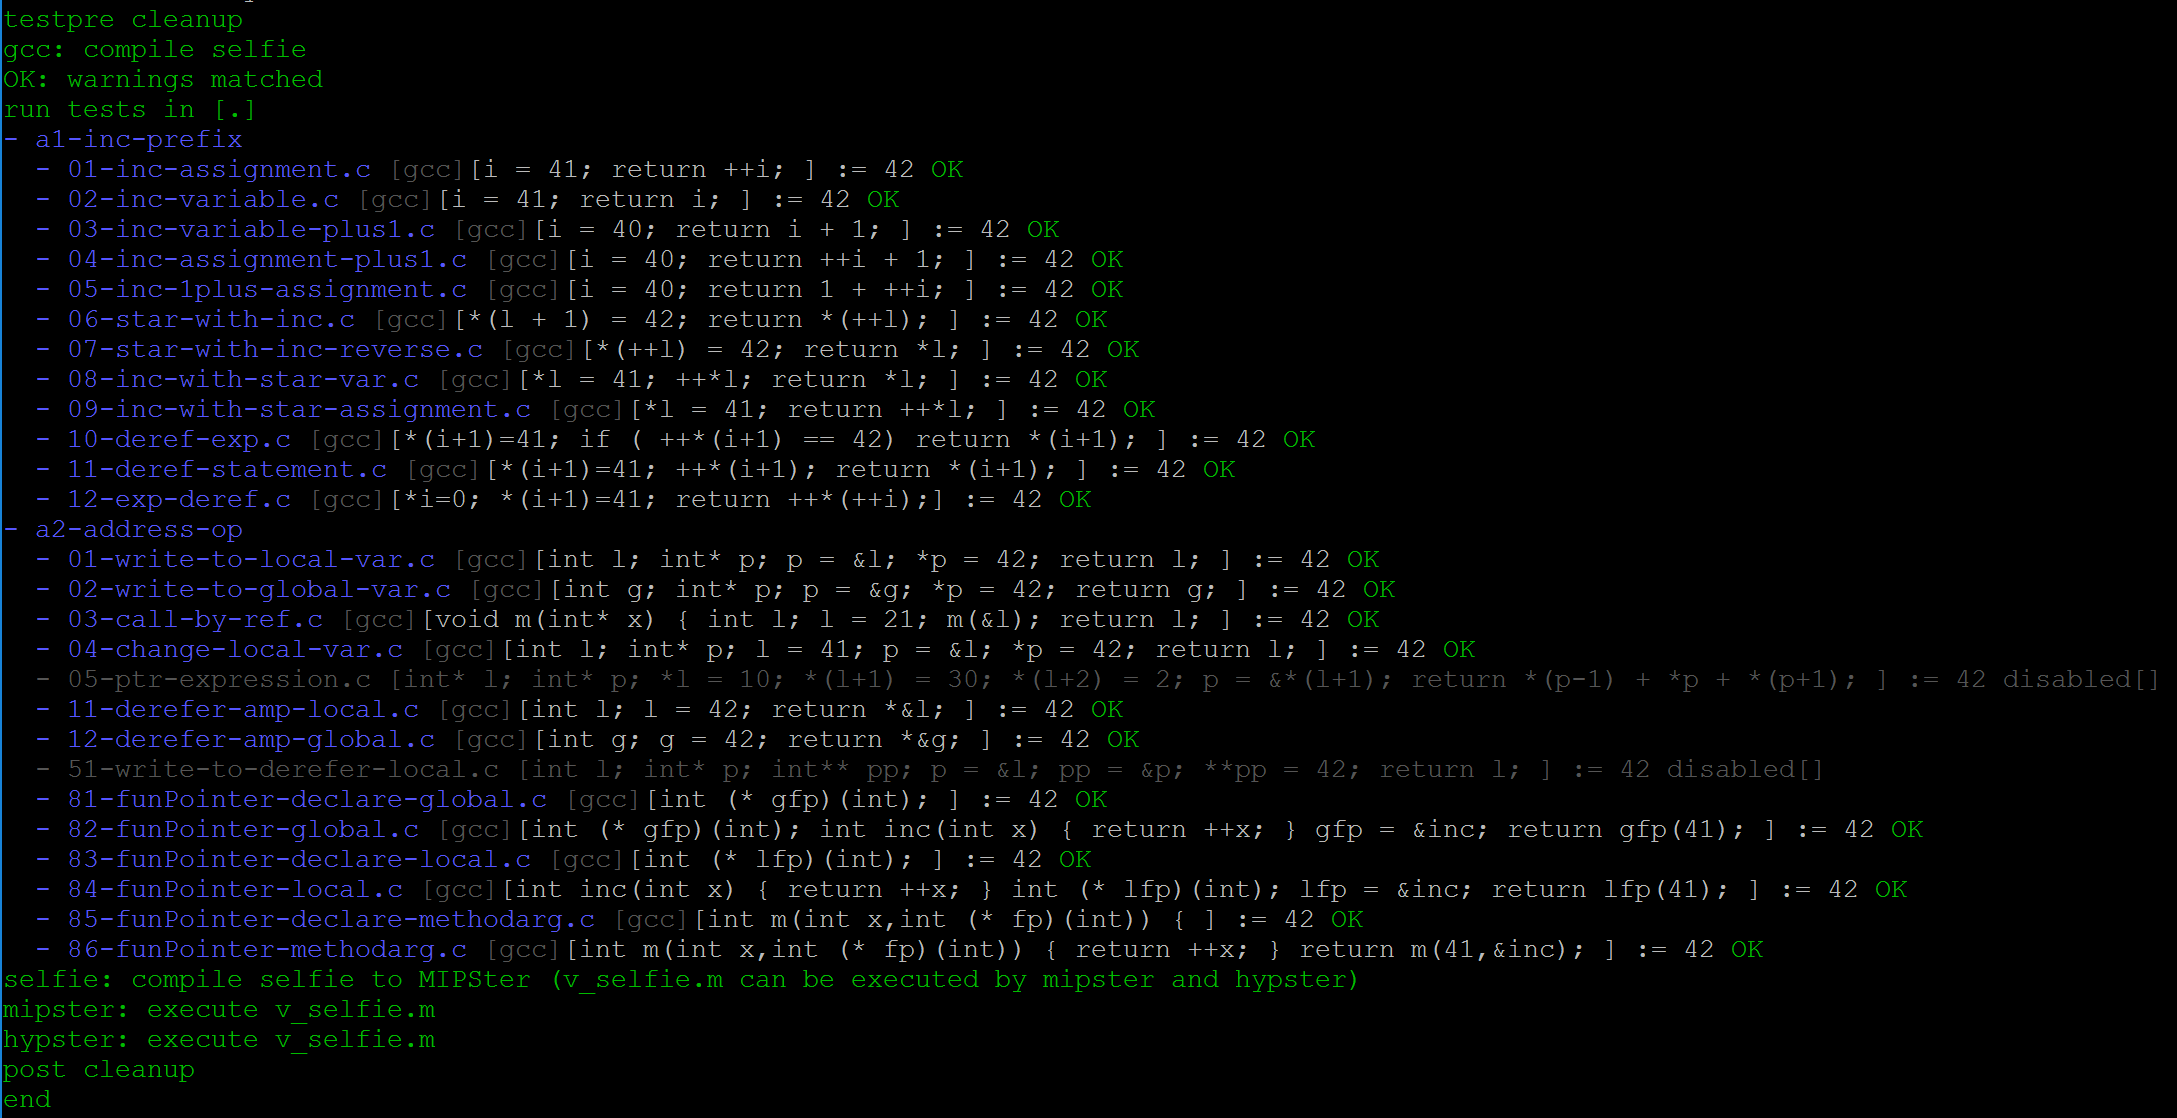 testpre cleanup
gcc: compile selfie
OK: warnings matched
run tests in [.]
- a1-inc-prefix
  - 01-inc-assignment.c [gcc][i = 41; return ++i; ] := 42 OK
  - 02-inc-variable.c [gcc][i = 41; return i; ] := 42 OK
  - 03-inc-variable-plus1.c [gcc][i = 40; return i + 1; ] := 42 OK
  - 04-inc-assignment-plus1.c [gcc][i = 40; return ++i + 1; ] := 42 OK
  - 05-inc-1plus-assignment.c [gcc][i = 40; return 1 + ++i; ] := 42 OK
  - 06-star-with-inc.c [gcc][*(l + 1) = 42; return *(++l); ] := 42 OK
  - 07-star-with-inc-reverse.c [gcc][*(++l) = 42; return *l; ] := 42 OK
  - 08-inc-with-star-var.c [gcc][*l = 41; ++*l; return *l; ] := 42 OK
  - 09-inc-with-star-assignment.c [gcc][*l = 41; return ++*l; ] := 42 OK
  - 10-deref-exp.c [gcc][*(i+1)=41; if ( ++*(i+1) == 42) return *(i+1); ] := 42 OK
  - 11-deref-statement.c [gcc][*(i+1)=41; ++*(i+1); return *(i+1); ] := 42 OK
  - 12-exp-deref.c [gcc][*i=0; *(i+1)=41; return ++*(++i);] := 42 OK
- a2-address-op
  - 01-write-to-local-var.c [gcc][int l; int* p; p = &l; *p = 42; return l; ] := 42 OK
  - 02-write-to-global-var.c [gcc][int g; int* p; p = &g; *p = 42; return g; ] := 42 OK
  - 03-call-by-ref.c [gcc][void m(int* x) { int l; l = 21; m(&l); return l; ] := 42 OK
  - 04-change-local-var.c [gcc][int l; int* p; l = 41; p = &l; *p = 42; return l; ] := 42 OK
  - 05-ptr-expression.c [int* l; int* p; *l = 10; *(l+1) = 30; *(l+2) = 2; p = &*(l+1); return *(p-1) + *p + *(p+1); ] := 42 disabled[]
  - 11-derefer-amp-local.c [gcc][int l; l = 42; return *&l; ] := 42 OK
  - 12-derefer-amp-global.c [gcc][int g; g = 42; return *&g; ] := 42 OK
  - 51-write-to-derefer-local.c [int l; int* p; int** pp; p = &l; pp = &p; **pp = 42; return l; ] := 42 disabled[]
  - 81-funPointer-declare-global.c [gcc][int (* gfp)(int); ] := 42 OK
  - 82-funPointer-global.c [gcc][int (* gfp)(int); int inc(int x) { return ++x; } gfp = &inc; return gfp(41); ] := 42 OK
  - 83-funPointer-declare-local.c [gcc][int (* lfp)(int); ] := 42 OK
  - 84-funPointer-local.c [gcc][int inc(int x) { return ++x; } int (* lfp)(int); lfp = &inc; return lfp(41); ] := 42 OK
  - 85-funPointer-declare-methodarg.c [gcc][int m(int x,int (* fp)(int)) { ] := 42 OK
  - 86-funPointer-methodarg.c [gcc][int m(int x,int (* fp)(int)) { return ++x; } return m(41,&inc); ] := 42 OK
selfie: compile selfie to MIPSter (v_selfie.m can be executed by mipster and hypster)
mipster: execute v_selfie.m
hypster: execute v_selfie.m
post cleanup
end